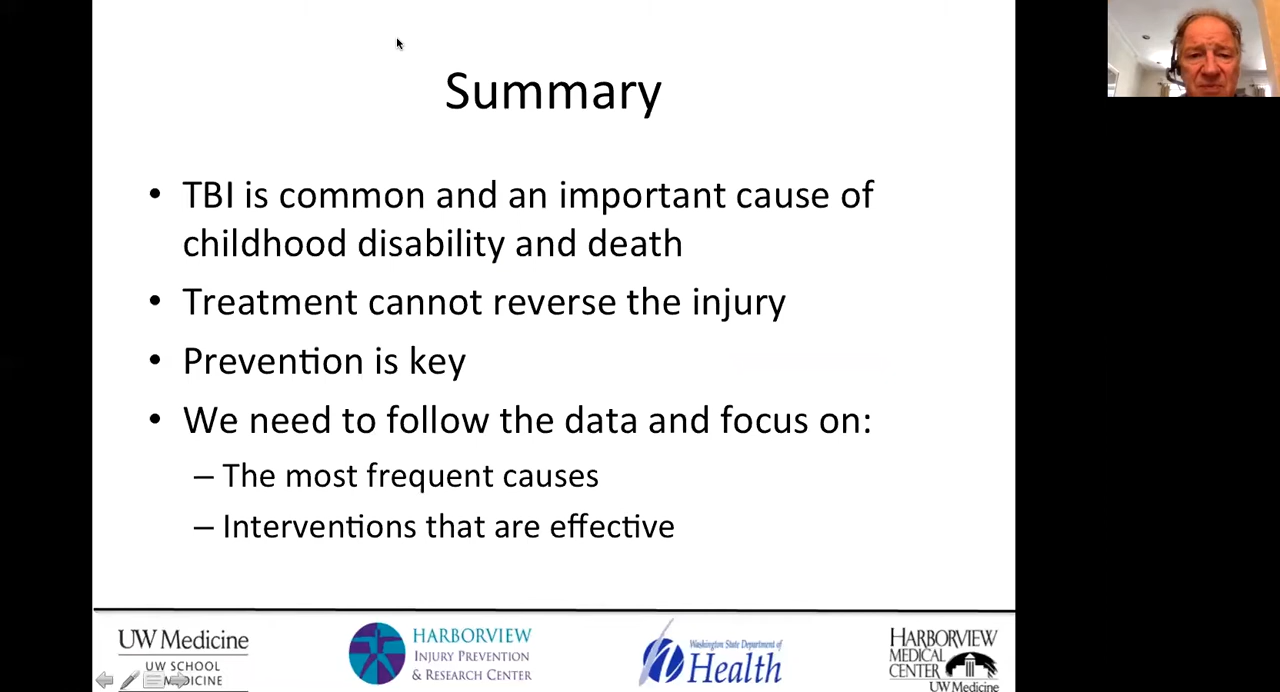 Summary
• TBI is common and an important cause of
childhood disability and death
• Treatment cannot reverse the injury
• Prevention is key
• We need to follow the data and focus on:
– The most frequent causes
– Interventions that are effective
UW Medicine
UW SCHOOL
MEDICINE
HARBORVIEW
INJURY PREVENTION
& RESEARCH CENTER
Washington State Department of
Health
HARBORVIEW
MEDICAL
CENTER
UW Medicine